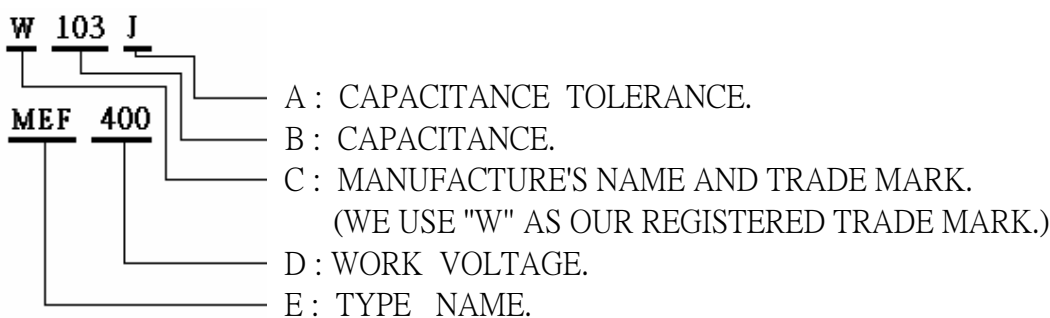 W 103 J
MEF 400
A : CAPACITANCE TOLERANCE.
B : CAPACITANCE.
C : MANUFACTURE'S NAME AND TRADE MARK.
(WE USE "W" AS OUR REGISTERED TRADE MARK.)
D : WORK VOLTAGE.
E : TYPE NAME.